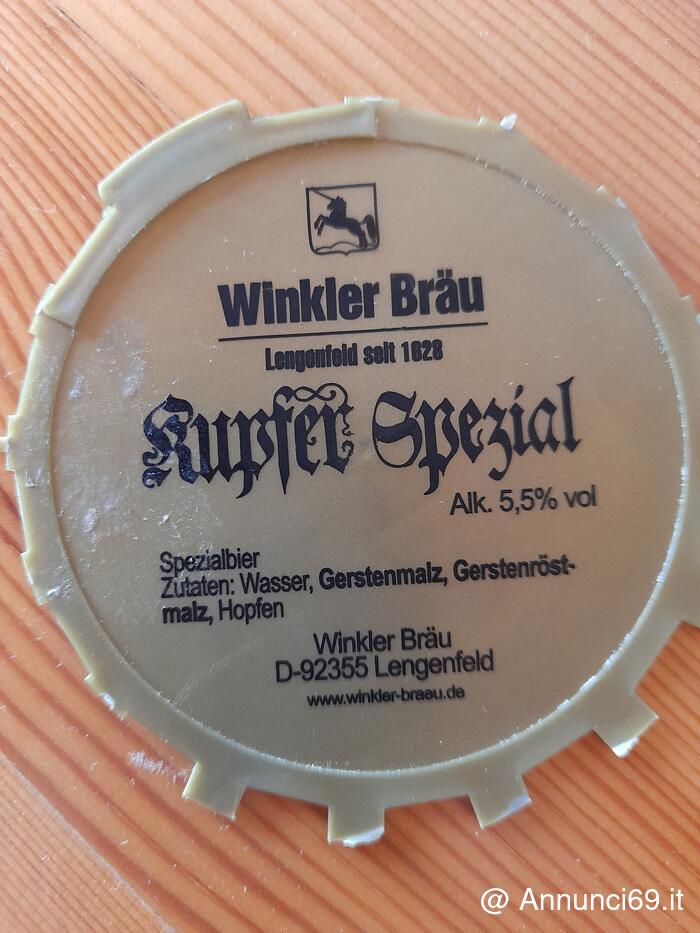 Winkler Bräu
Lengenfeld seit 1628
Kupfer Spezial
Alk. 5,5% vol
Spezialbier
Zutaten: Wasser, Gerstenmalz, Gerstenröst-
malz, Hopfen
Winkler Bräu
D-92355 Lengenfeld
www.winkler-braeu.de
@ Annunci69.it